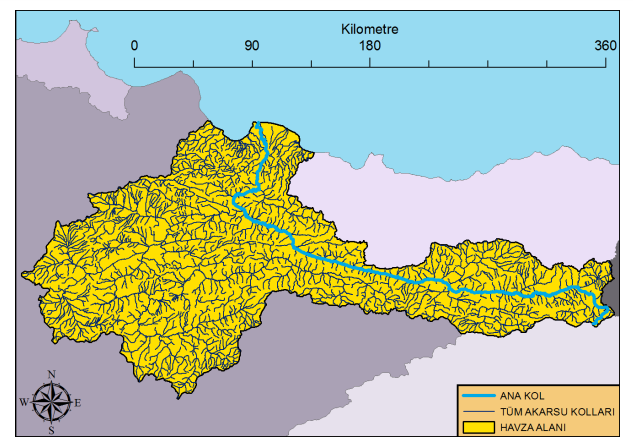 Kilometre
0 90 180 360
N
W E
S
ANA KOL
TÜM AKARSU KOLLARI
HAVZA ALANI